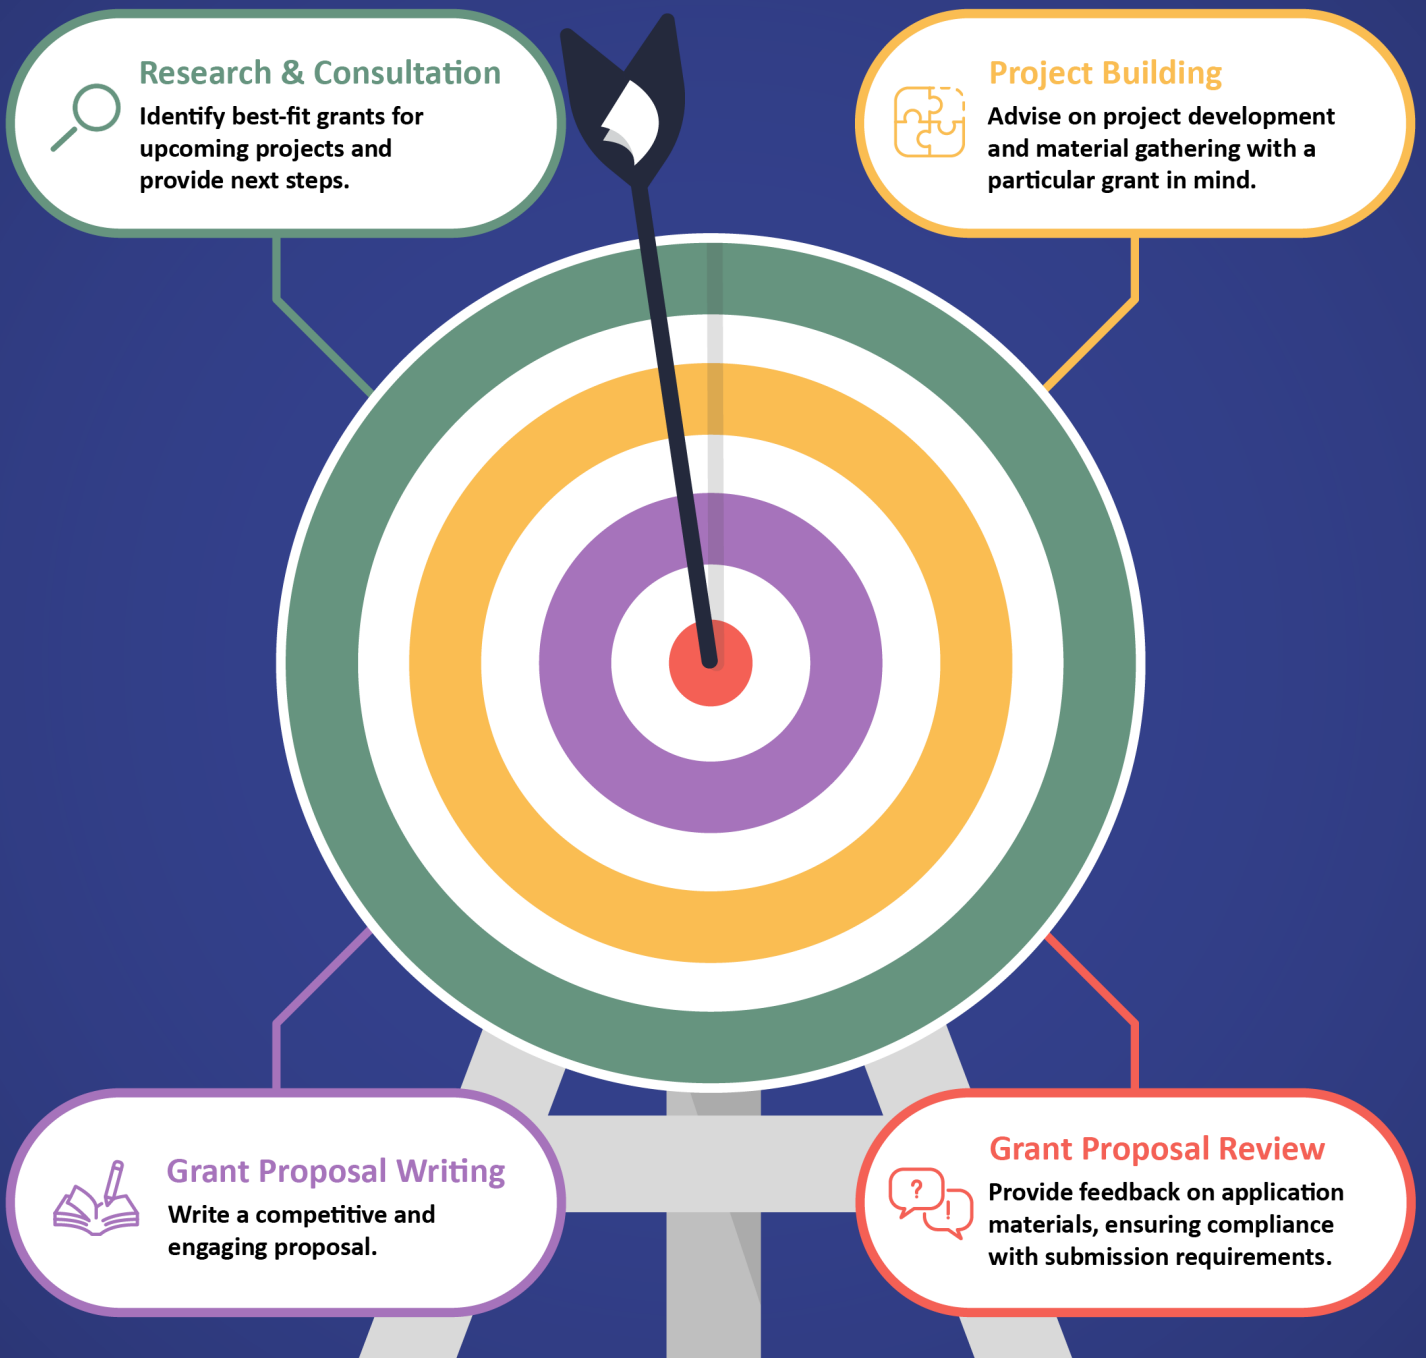 Research & Consultation
Identify best-fit grants for
upcoming projects and
provide next steps.
Project Building
Advise on project development
and material gathering with a
particular grant in mind.
Grant Proposal Writing
Write a competitive and
engaging proposal.
Grant Proposal Review
Provide feedback on application
materials, ensuring compliance
with submission requirements.
?
!